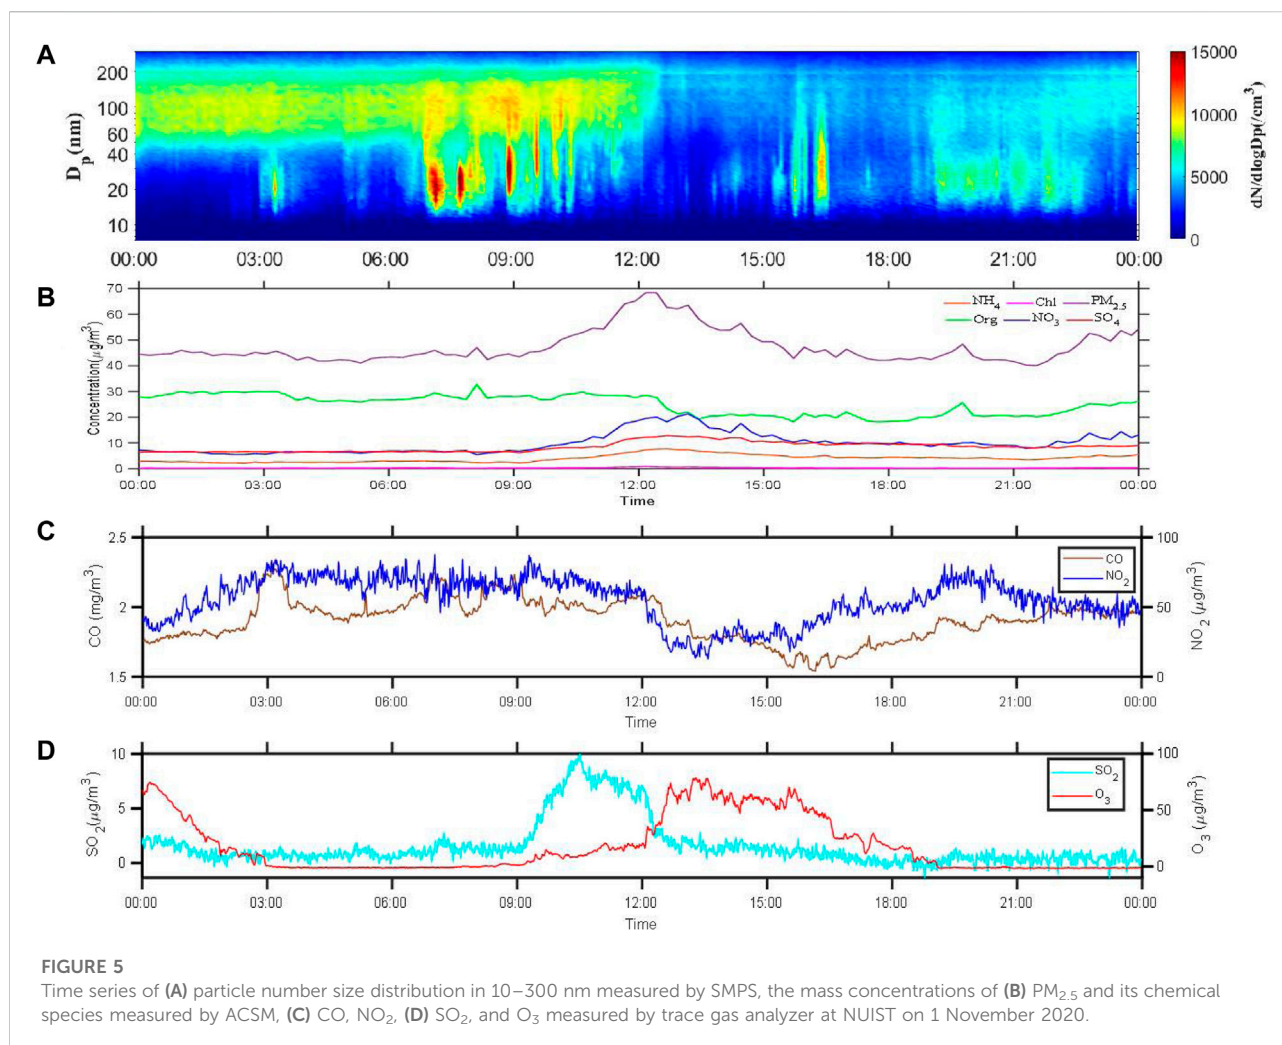 A
200
100
60
40
20
10
D_p (nm)
00:00 03:00 06:00 09:00 12:00 15:00 18:00 21:00 00:00
15000
10000
5000
0
dN/dlogDp(/cm³)
B
70
60
50
40
30
20
10
0
Concentration(µg/m³)
NH₄ Chl PM₂.₅
Org NO₃ SO₄
00:00 03:00 06:00 09:00 12:00 15:00 18:00 21:00 00:00
Time
C
2.5
2
1.5
CO (mg/m³)
CO
NO₂
100
50
0
NO₂ (µg/m³)
00:00 03:00 06:00 09:00 12:00 15:00 18:00 21:00 00:00
Time
D
10
5
0
SO₂(µg/m³)
SO₂
O₃
100
50
0
O₃ (µg/m³)
00:00 03:00 06:00 09:00 12:00 15:00 18:00 21:00 00:00
Time
FIGURE 5
Time series of (A) particle number size distribution in 10–300 nm measured by SMPS, the mass concentrations of (B) PM₂.₅ and its chemical
species measured by ACSM, (C) CO, NO₂, (D) SO₂, and O₃ measured by trace gas analyzer at NUIST on 1 November 2020.